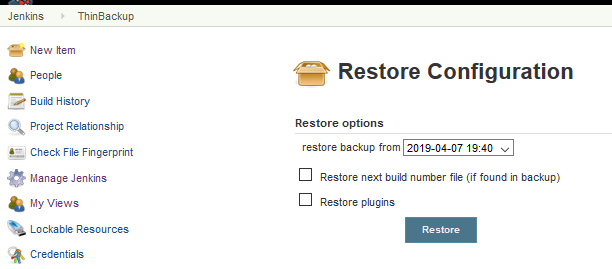 Jenkins ThinBackup
New Item
People
Build History
Project Relationship
Check File Fingerprint
Manage Jenkins
My Views
Lockable Resources
Credentials
Restore Configuration
Restore options
restore backup from 2019-04-07 19:40
Restore next build number file (if found in backup)
Restore plugins
Restore